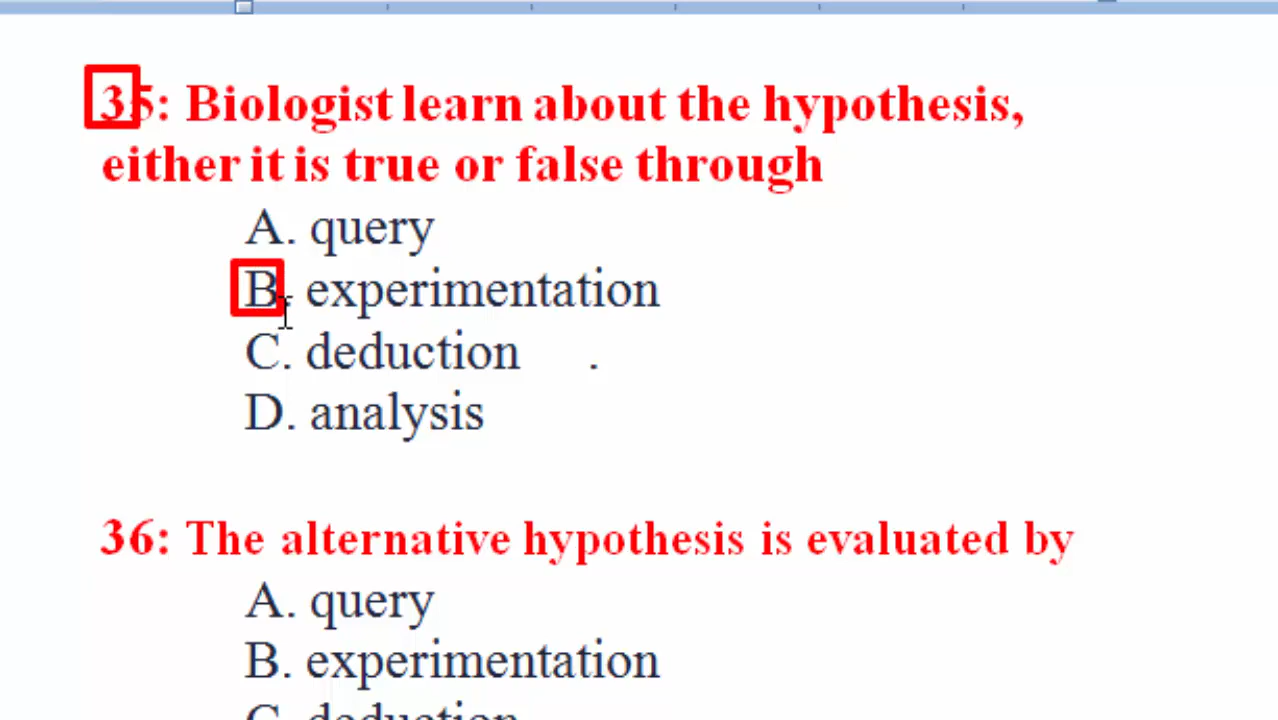 35: Biologist learn about the hypothesis,
either it is true or false through
A. query
B. experimentation
C. deduction .
D. analysis
36: The alternative hypothesis is evaluated by
A. query
B. experimentation
C. deduction